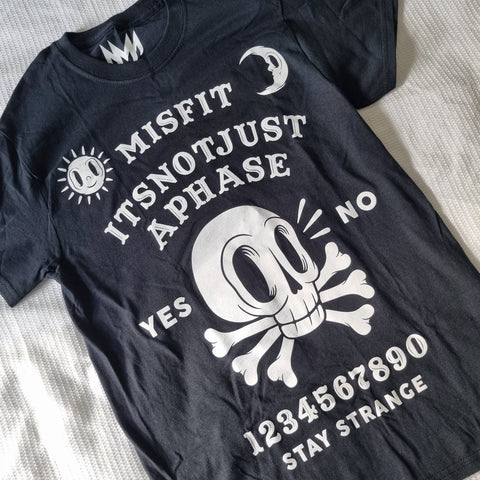 MISFIT
ITSNOTJUST
APHASE
YES
NO
1234567890
STAY STRANGE